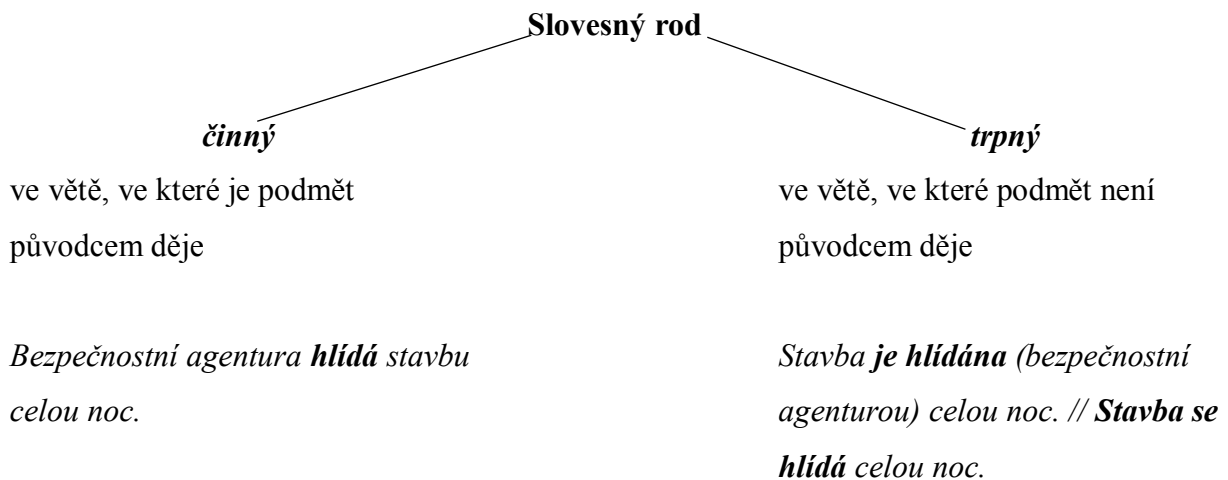 Slovesný rod
činný
ve větě, ve které je podmět
původcem děje
Bezpečnostní agentura hlídá stavbu
celou noc.
trpný
ve větě, ve které podmět není
původcem děje
Stavba je hlídána (bezpečnostní
agenturou) celou noc. // Stavba se
hlídá celou noc.